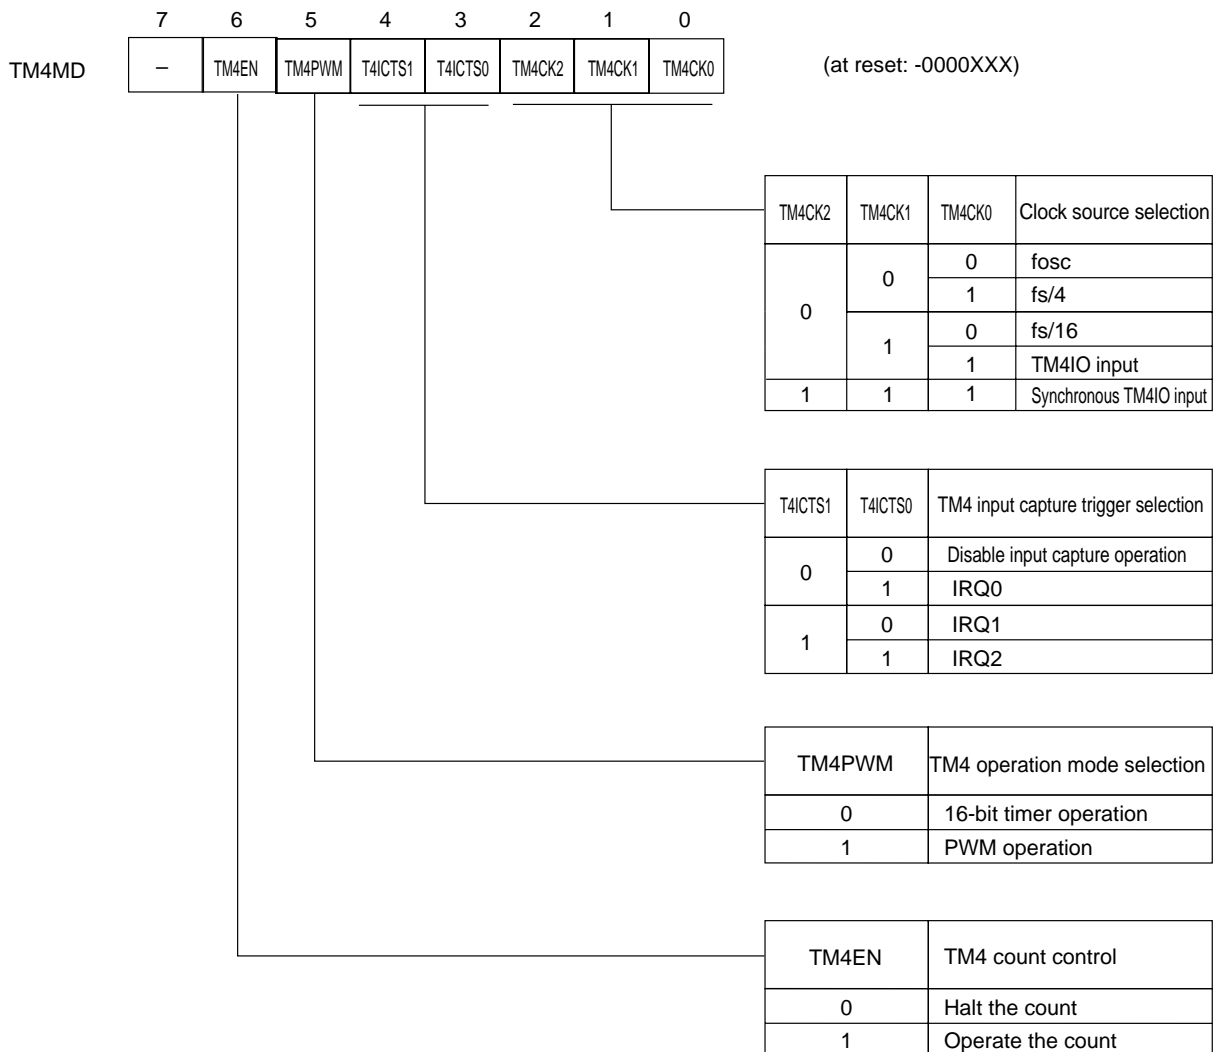 7 6 5 4 3 2 1 0
TM4MD – TM4EN TM4PWM T4ICTS1 T4ICTS0 TM4CK2 TM4CK1 TM4CK0 (at reset: -0000XXX)
TM4CK2 TM4CK1 TM4CK0 Clock source selection
0 0 0 fosc
1 fs/4
1 0 fs/16
1 TM4IO input
1 1 1 Synchronous TM4IO input
T4ICTS1 T4ICTS0 TM4 input capture trigger selection
0 0 Disable input capture operation
1 IRQ0
1 0 IRQ1
1 IRQ2
TM4PWM TM4 operation mode selection
0 16-bit timer operation
1 PWM operation
TM4EN TM4 count control
0 Halt the count
1 Operate the count